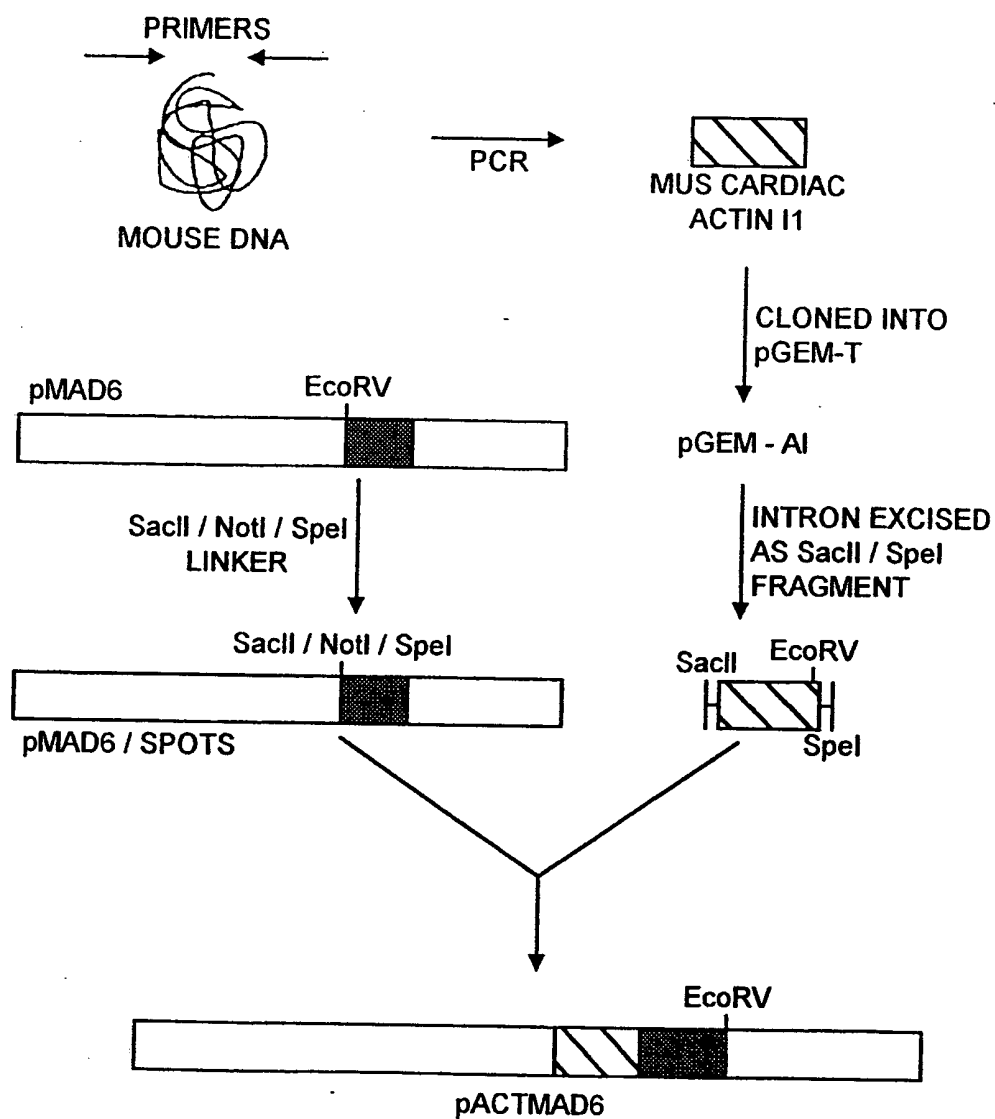 PRIMERS
PCR
MOUSE DNA
MUS CARDIAC
ACTIN I1
CLONED INTO
pGEM-T
pMAD6
EcoRV
pGEM - AI
SacII / NotI / SpeI
LINKER
INTRON EXCISED
AS SacII / SpeI
FRAGMENT
SacII / NotI / SpeI
pMAD6 / SPOTS
SacII
EcoRV
SpeI
EcoRV
pACTMAD6